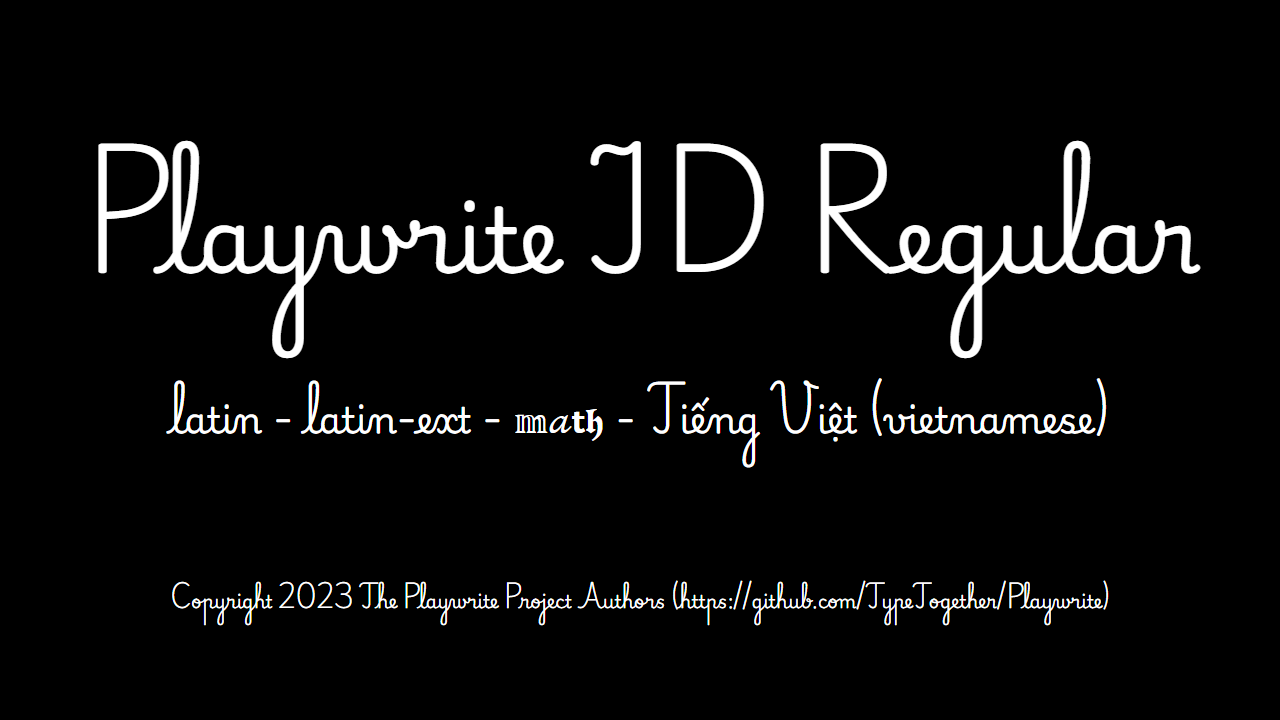 Playwrite ID Regular
latin - latin-ext - 𝕞𝒶𝐭𝖍 - Tiếng Việt (vietnamese)
Copyright 2023 The Playwrite Project Authors (https://github.com/TypeTogether/Playwrite)